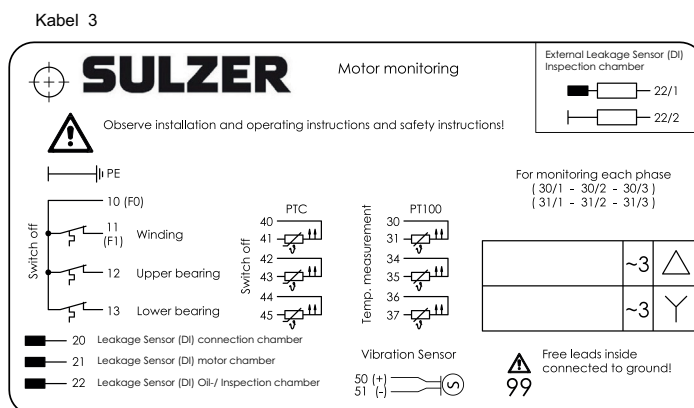 Kabel 3
SULZER
Motor monitoring
External Leakage Sensor (DI)
Inspection chamber
22/1
22/2
Observe installation and operating instructions and safety instructions!
PE
For monitoring each phase
( 30/1 - 30/2 - 30/3 )
( 31/1 - 31/2 - 31/3 )
Switch off
10 (F0)
11
(F1)
Winding
12 Upper bearing
13 Lower bearing
Switch off
PTC
40
41
42
43
44
45
Temp. measurement
PT100
30
31
34
35
36
37
~3
~3
20 Leakage Sensor (DI) connection chamber
21 Leakage Sensor (DI) motor chamber
22 Leakage Sensor (DI) Oil-/ Inspection chamber
Vibration Sensor
50 (+)
51 (-)
Free leads inside
connected to ground!
99